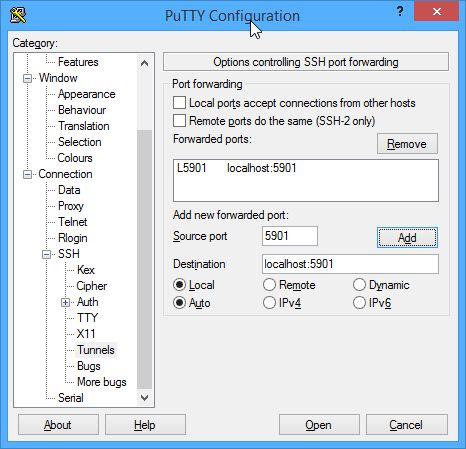 PuTTY Configuration
?
Category:
Features
Window
Appearance
Behaviour
Translation
Selection
Colours
Connection
Data
Proxy
Telnet
Rlogin
SSH
Kex
Cipher
Auth
TTY
X11
Tunnels
Bugs
More bugs
Serial
Options controlling SSH port forwarding
Port forwarding
Local ports accept connections from other hosts
Remote ports do the same (SSH-2 only)
Forwarded ports:
Remove
L5901 localhost:5901
Add new forwarded port:
Source port 5901 Add
Destination localhost:5901
Local Remote Dynamic
Auto IPv4 IPv6
About Help Open Cancel